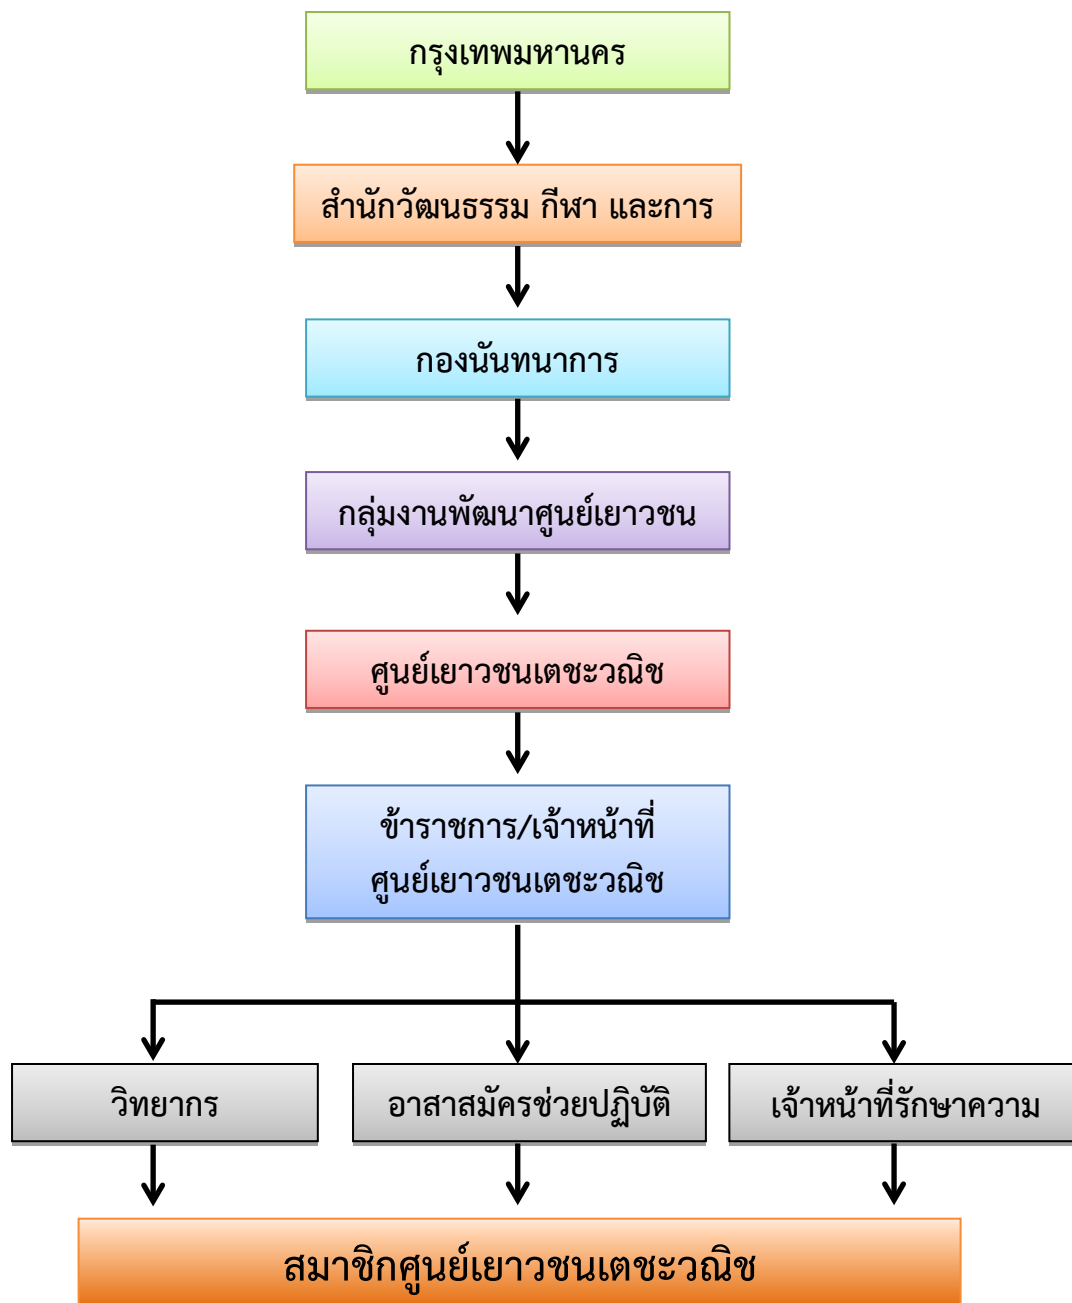 กรุงเทพมหานคร
สำนักวัฒนธรรม กีฬา และการ
กองนันทนาการ
กลุ่มงานพัฒนาศูนย์เยาวชน
ศูนย์เยาวชนเตชะวณิช
ข้าราชการ/เจ้าหน้าที่
ศูนย์เยาวชนเตชะวณิช
วิทยากร
อาสาสมัครช่วยปฏิบัติ
เจ้าหน้าที่รักษาความ
สมาชิกศูนย์เยาวชนเตชะวณิช